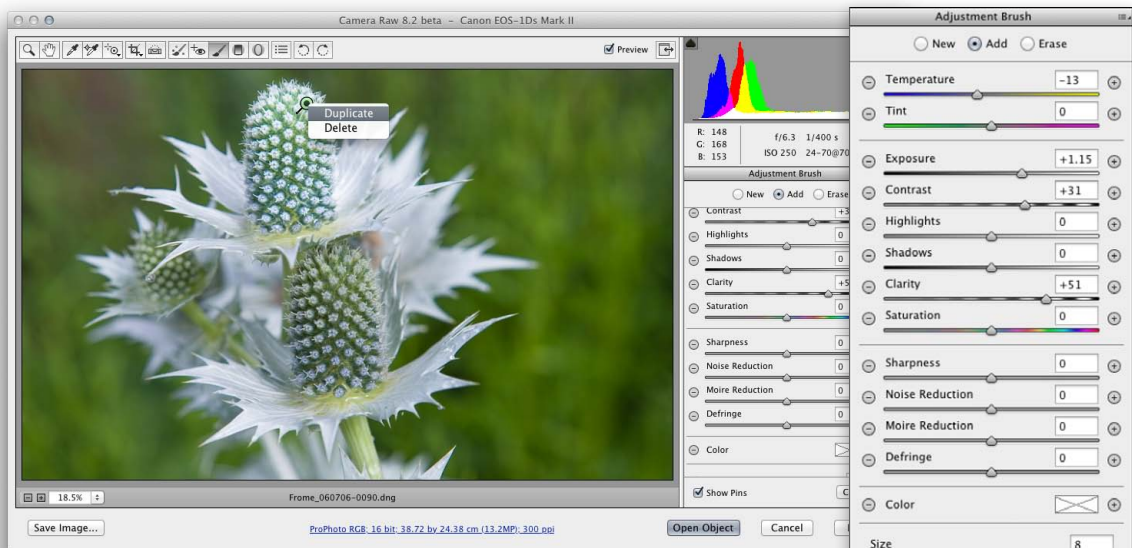 Camera Raw 8.2 beta – Canon EOS-1Ds Mark II
Preview
Duplicate
Delete
Frome_060706-0090.dng
18.5%
Save Image...
ProPhoto RGB; 16 bit; 38.72 by 24.38 cm (13.2MP); 300 ppi
Open Object
Cancel
R: 148
G: 168
B: 153
f/6.3 1/400 s
ISO 250 24-70@70
Adjustment Brush
New Add Erase
Contrast +3
Highlights 0
Shadows 0
Clarity +5
Saturation 0
Sharpness 0
Noise Reduction 0
Moire Reduction 0
Defringe 0
Color
Show Pins C
Adjustment Brush
New Add Erase
Temperature -13
Tint 0
Exposure +1.15
Contrast +31
Highlights 0
Shadows 0
Clarity +51
Saturation 0
Sharpness 0
Noise Reduction 0
Moire Reduction 0
Defringe 0
Color
Size 8